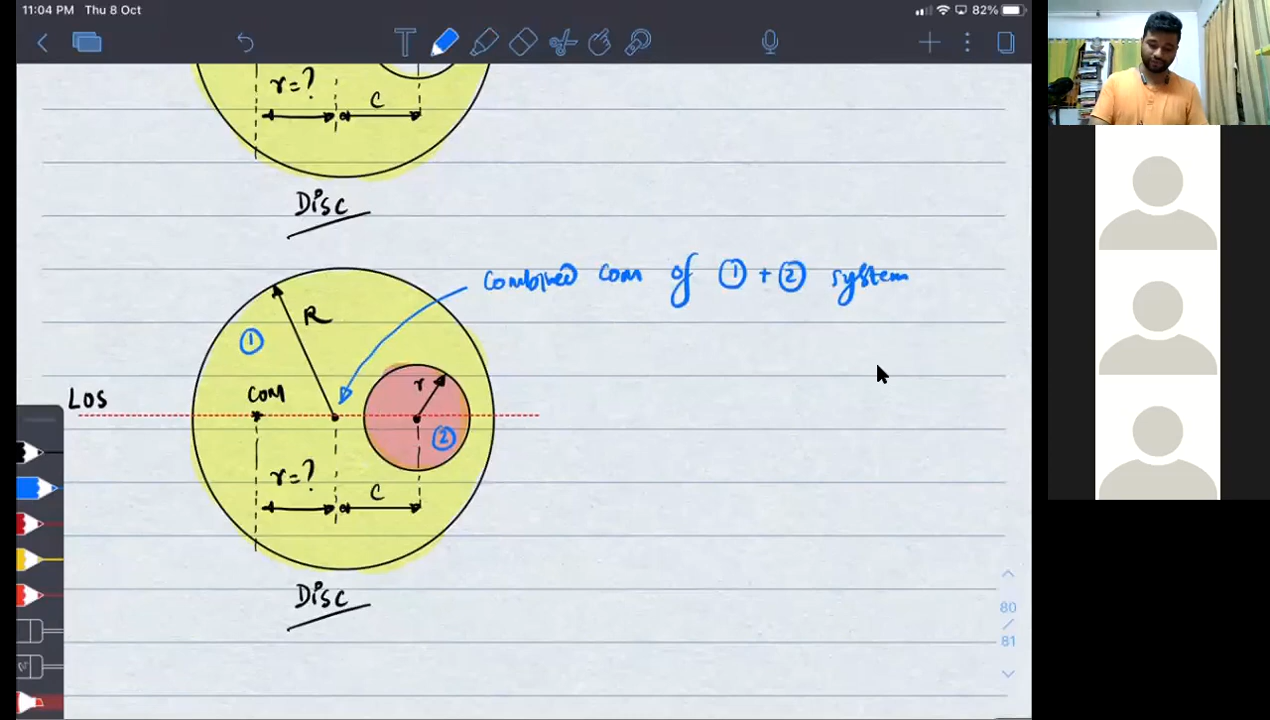 11:04 PM Thu 8 Oct
82%
T
r=?
C
Disc
Combined com of ① + ② system
R
①
r
LOS
COM
②
r=?
C
Disc
80
/
81